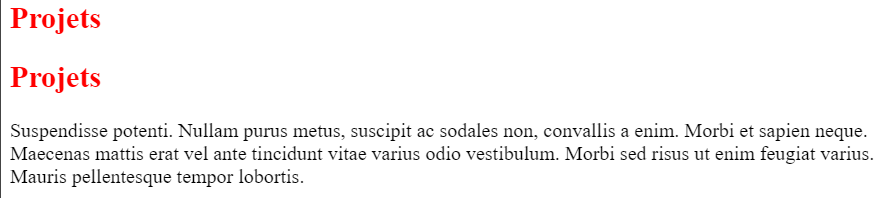 Projets
Projets
Suspendisse potenti. Nullam purus metus, suscipit ac sodales non, convallis a enim. Morbi et sapien neque.
Maecenas mattis erat vel ante tincidunt vitae varius odio vestibulum. Morbi sed risus ut enim feugiat varius.
Mauris pellentesque tempor lobortis.